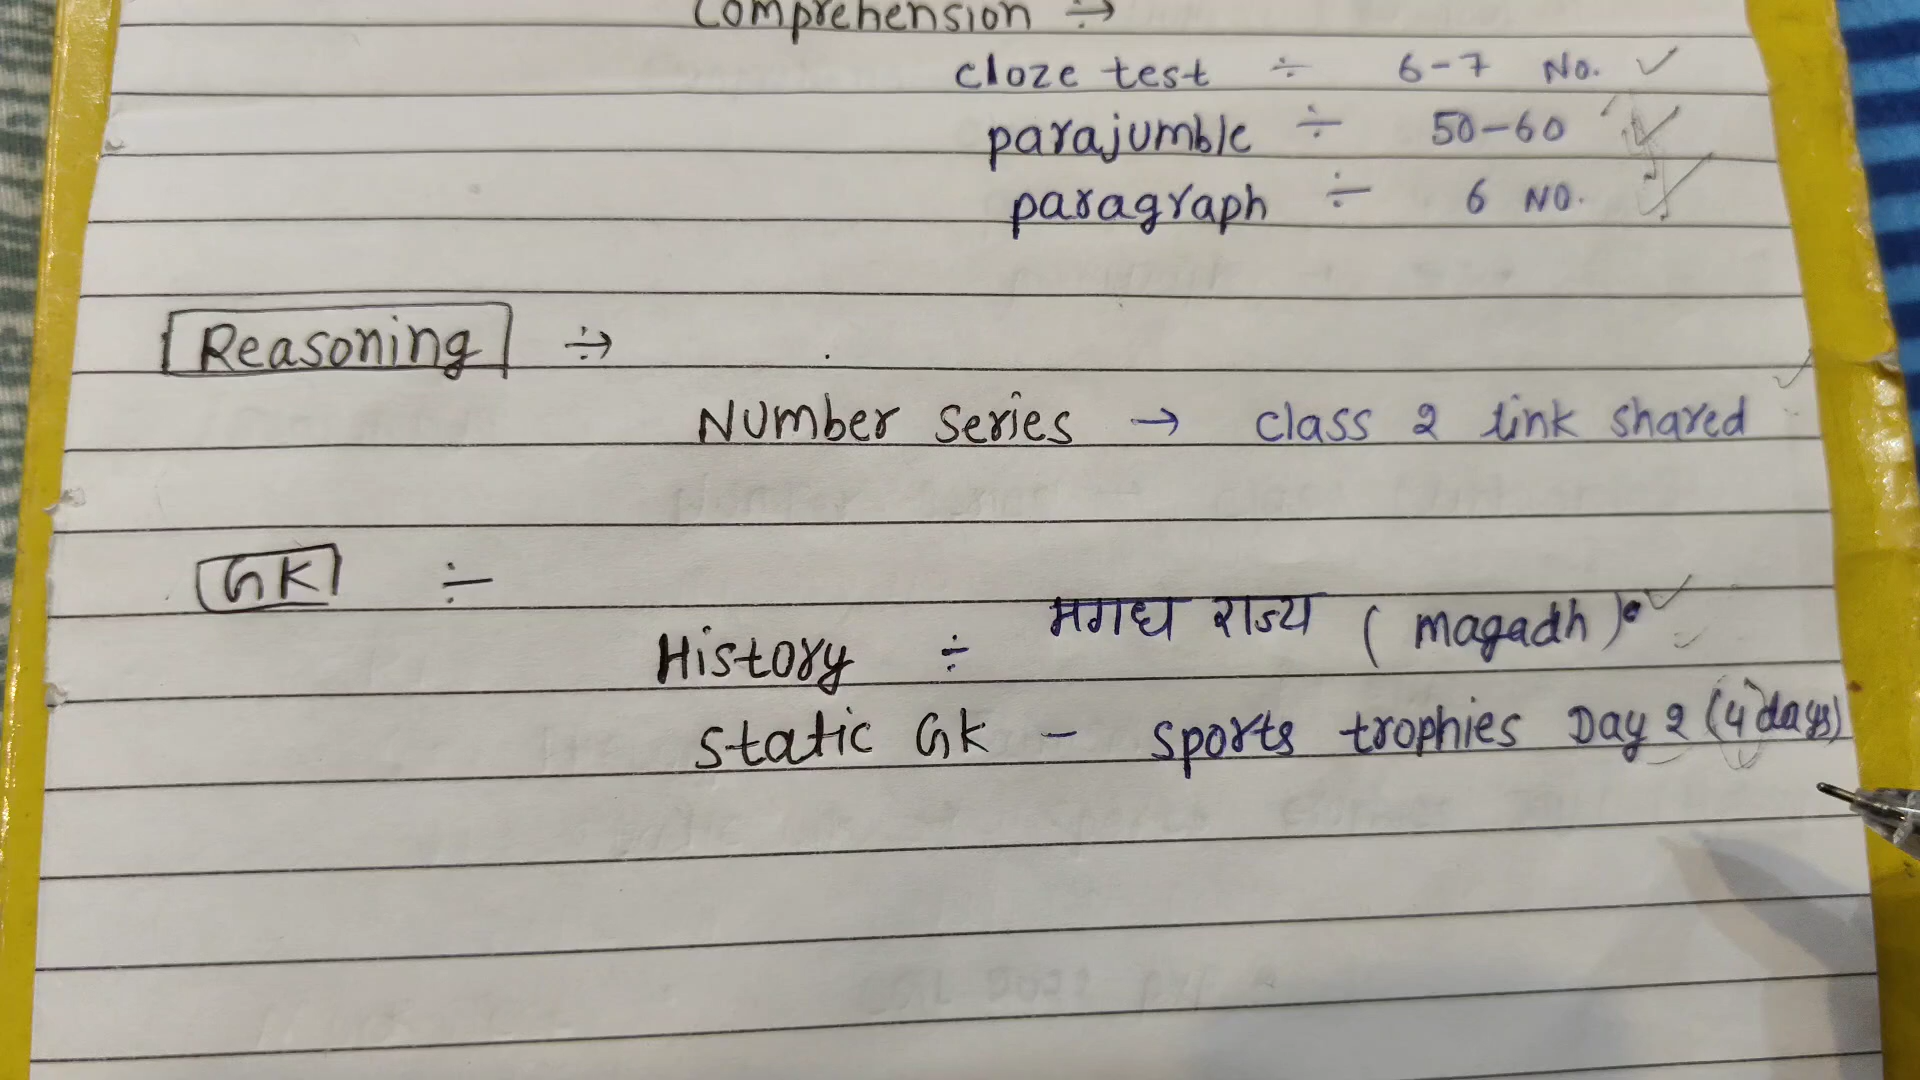 Comprehension ÷→
cloze test ÷ 6-7 No. ✓
parajumble ÷ 50-60 ✓
paragraph ÷ 6 NO. ✓
Reasoning ÷→
Number Series → class 2 link shared ✓
GK ÷
History ÷ मगध राज्य (magadh) ✓
Static GK - sports trophies Day 2 (4 days)